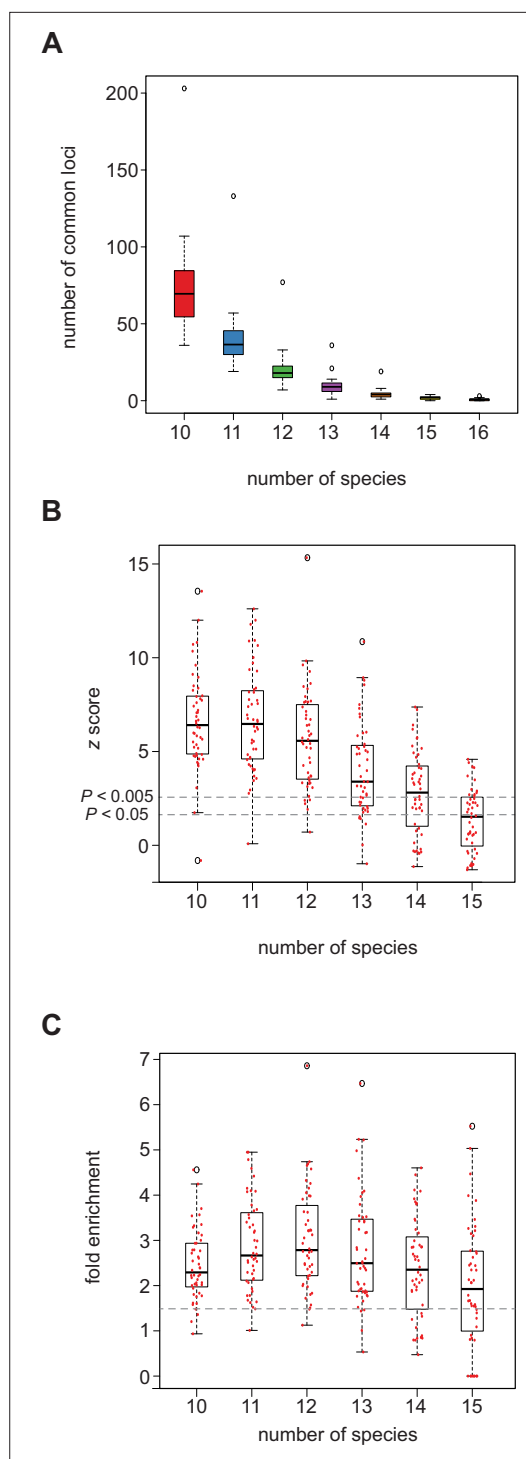 A
number of common loci
200
150
100
50
0
10 11 12 13 14 15 16
number of species
B
z score
15
10
5
P < 0.005
P < 0.05
0
10 11 12 13 14 15
number of species
C
fold enrichment
7
6
5
4
3
2
1
0
10 11 12 13 14 15
number of species